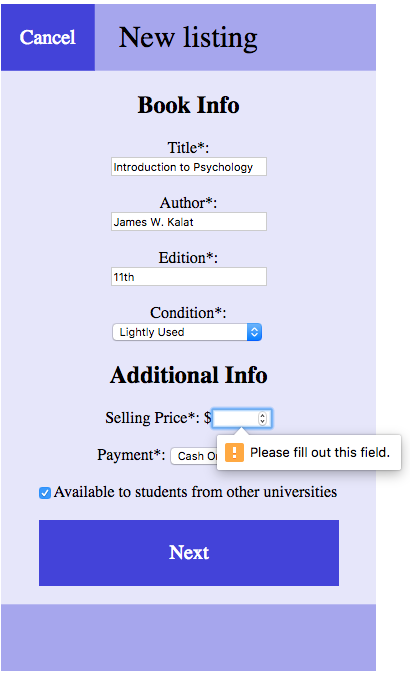 Cancel New listing
Book Info
Title*:
Introduction to Psychology
Author*:
James W. Kalat
Edition*:
11th
Condition*:
Lightly Used
Additional Info
Selling Price*: $
Please fill out this field.
Payment*: Cash
Available to students from other universities
Next